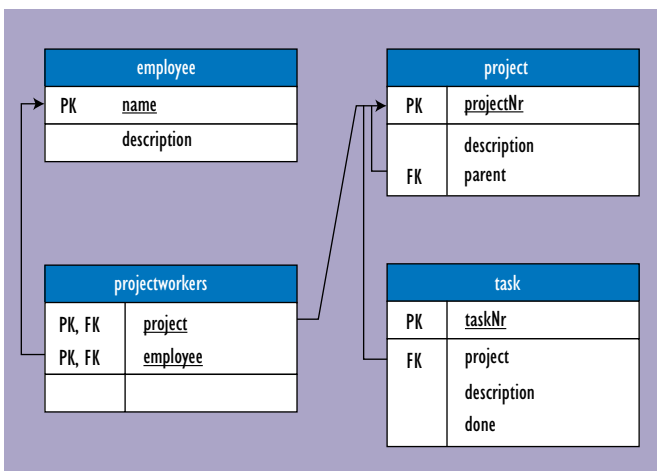 employee
PK name
description
project
PK projectNr
description
FK parent
projectworkers
PK, FK project
PK, FK employee
task
PK taskNr
FK project
description
done